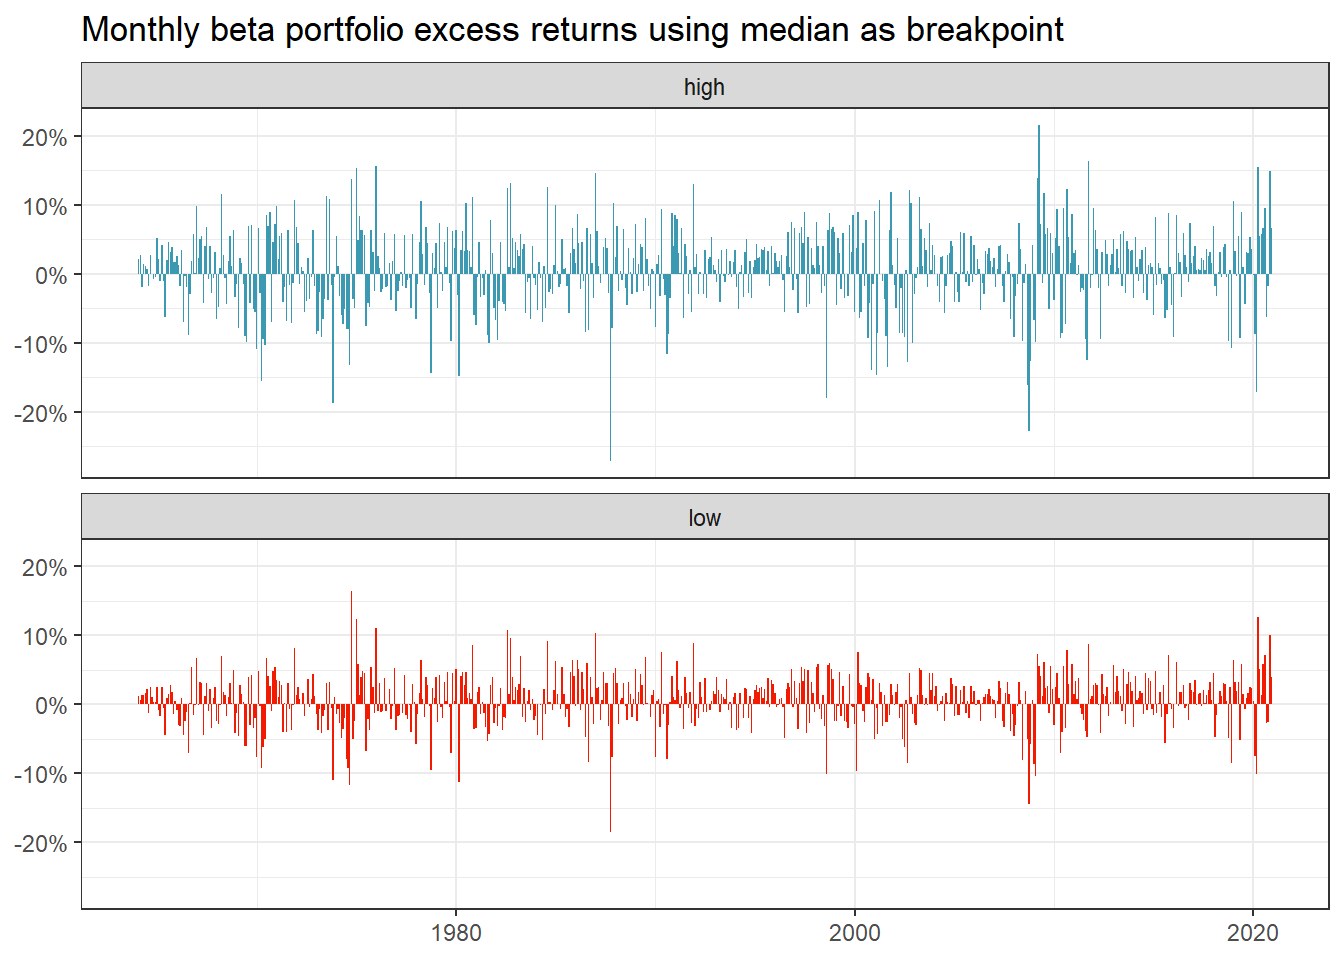 Monthly beta portfolio excess returns using median as breakpoint
high
20%
10%
0%
-10%
-20%
low
20%
10%
0%
-10%
-20%
1980 2000 2020